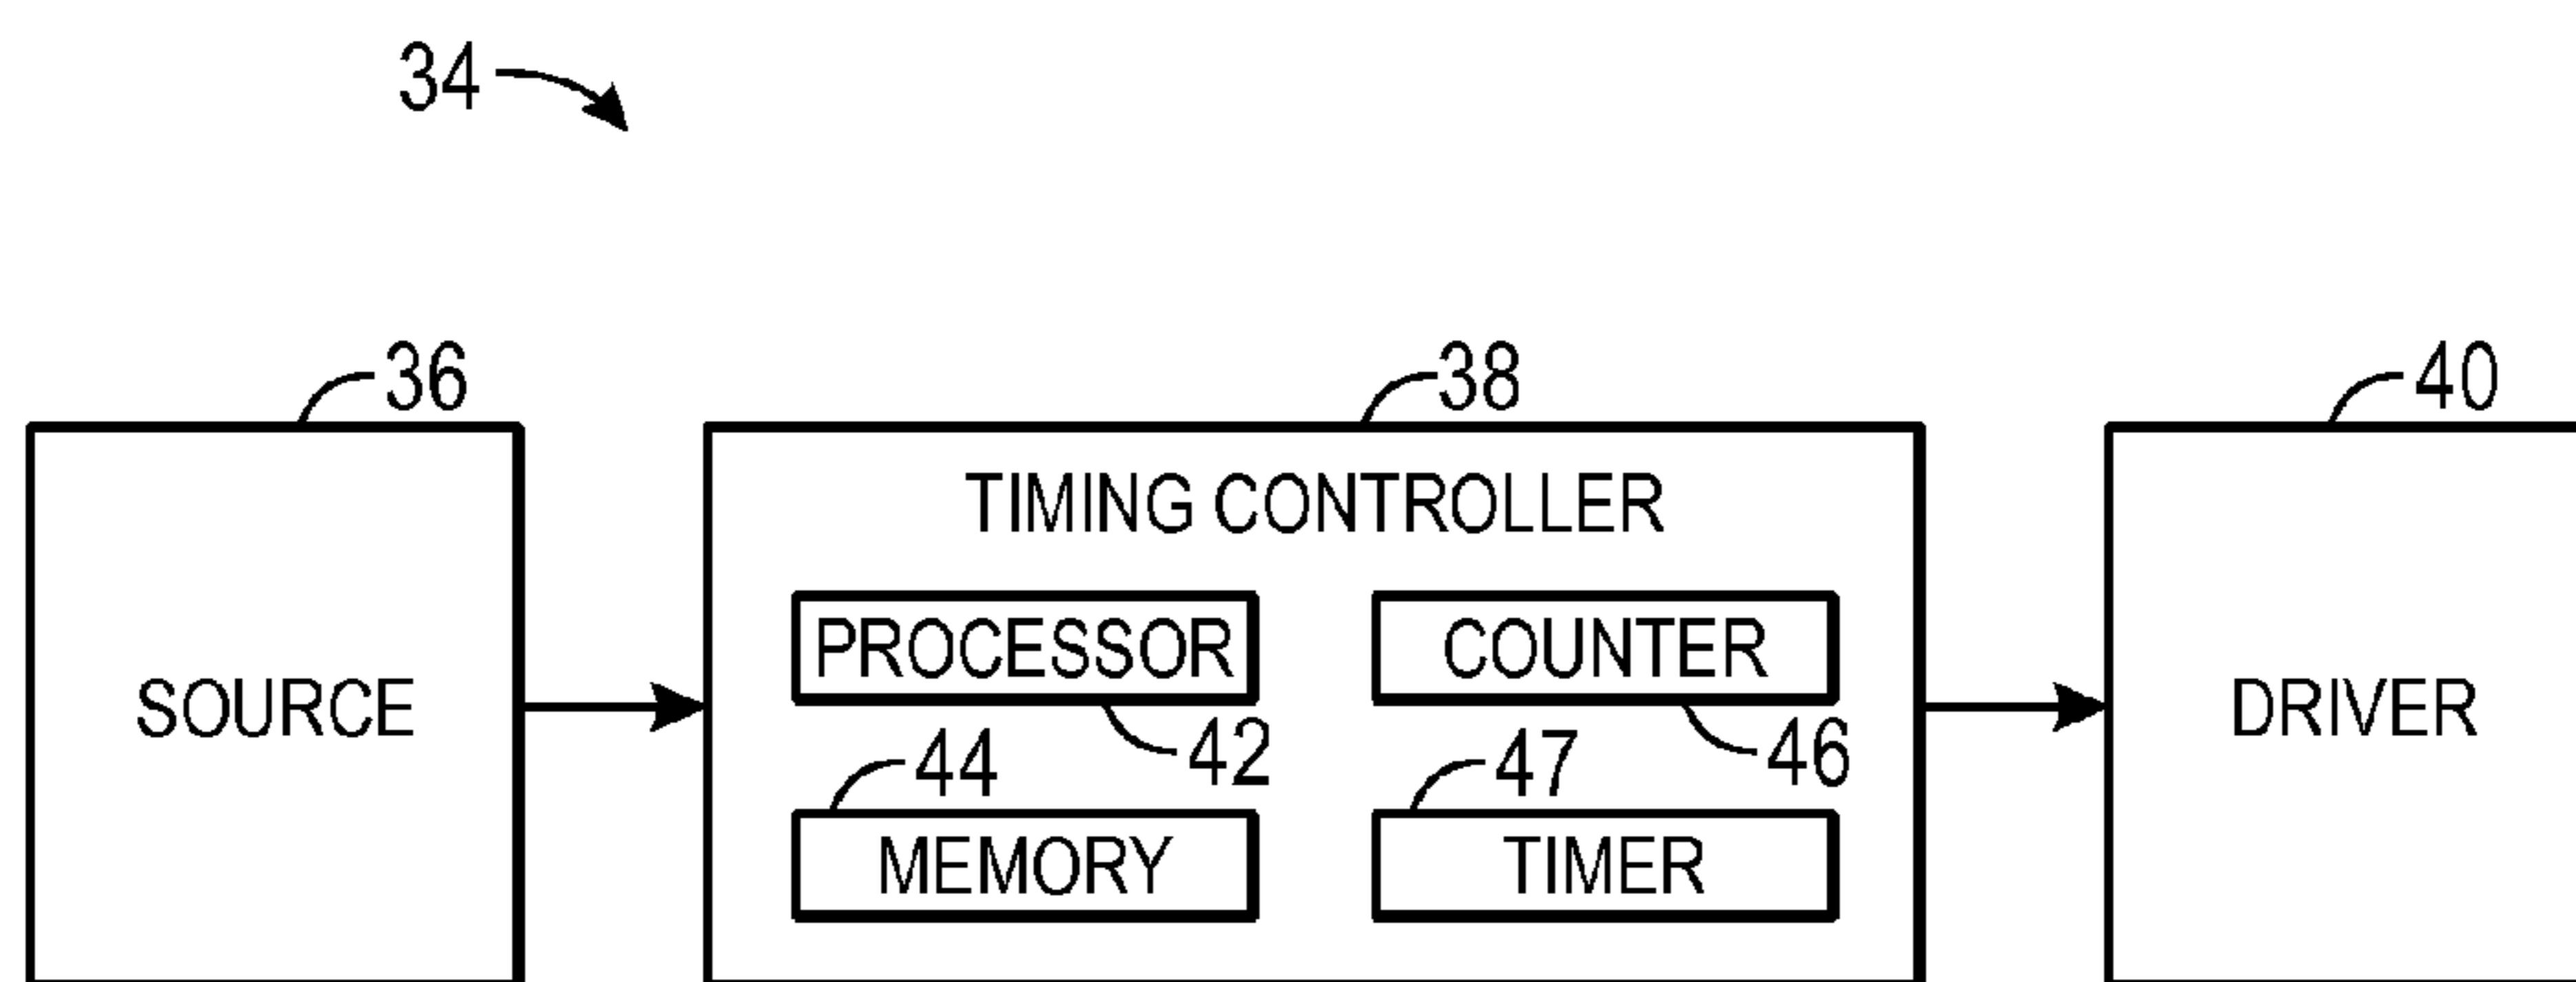 34
36
38
40
TIMING CONTROLLER
PROCESSOR
COUNTER
SOURCE
DRIVER
42
46
44
47
MEMORY
TIMER